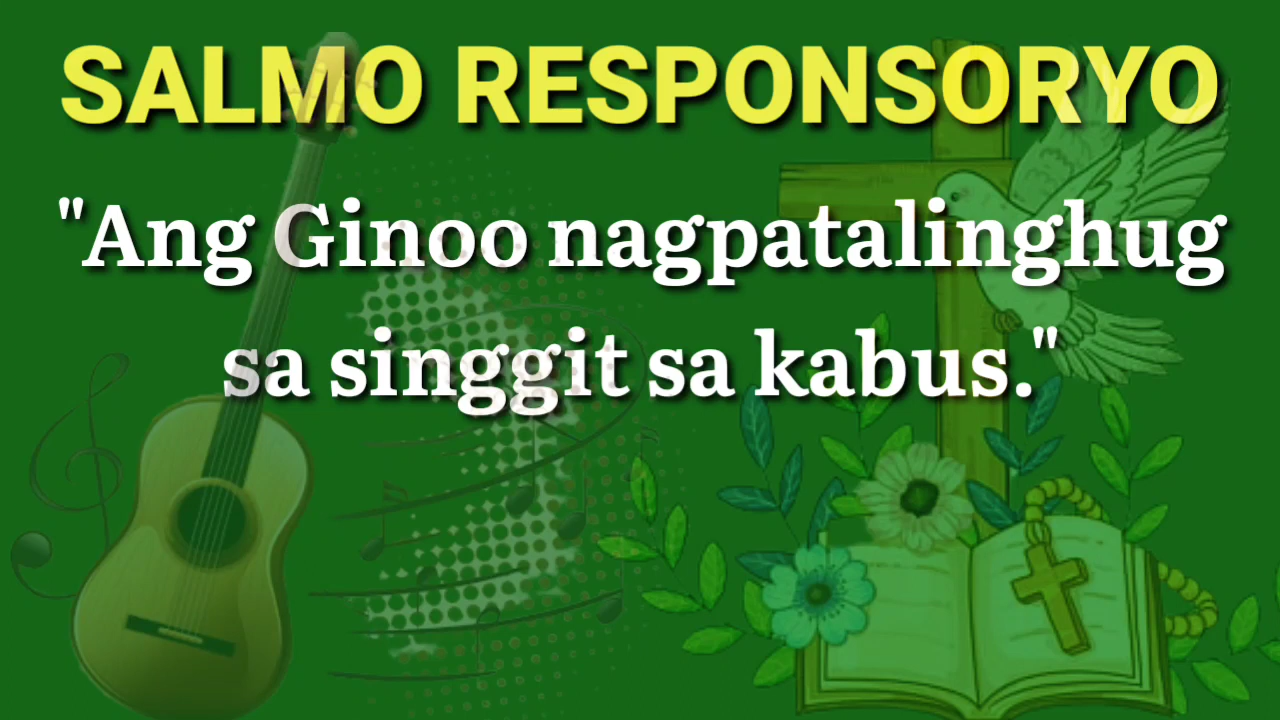 SALMO RESPONSORYO
"Ang Ginoo nagpatalinghug
sa singgit sa kabus."